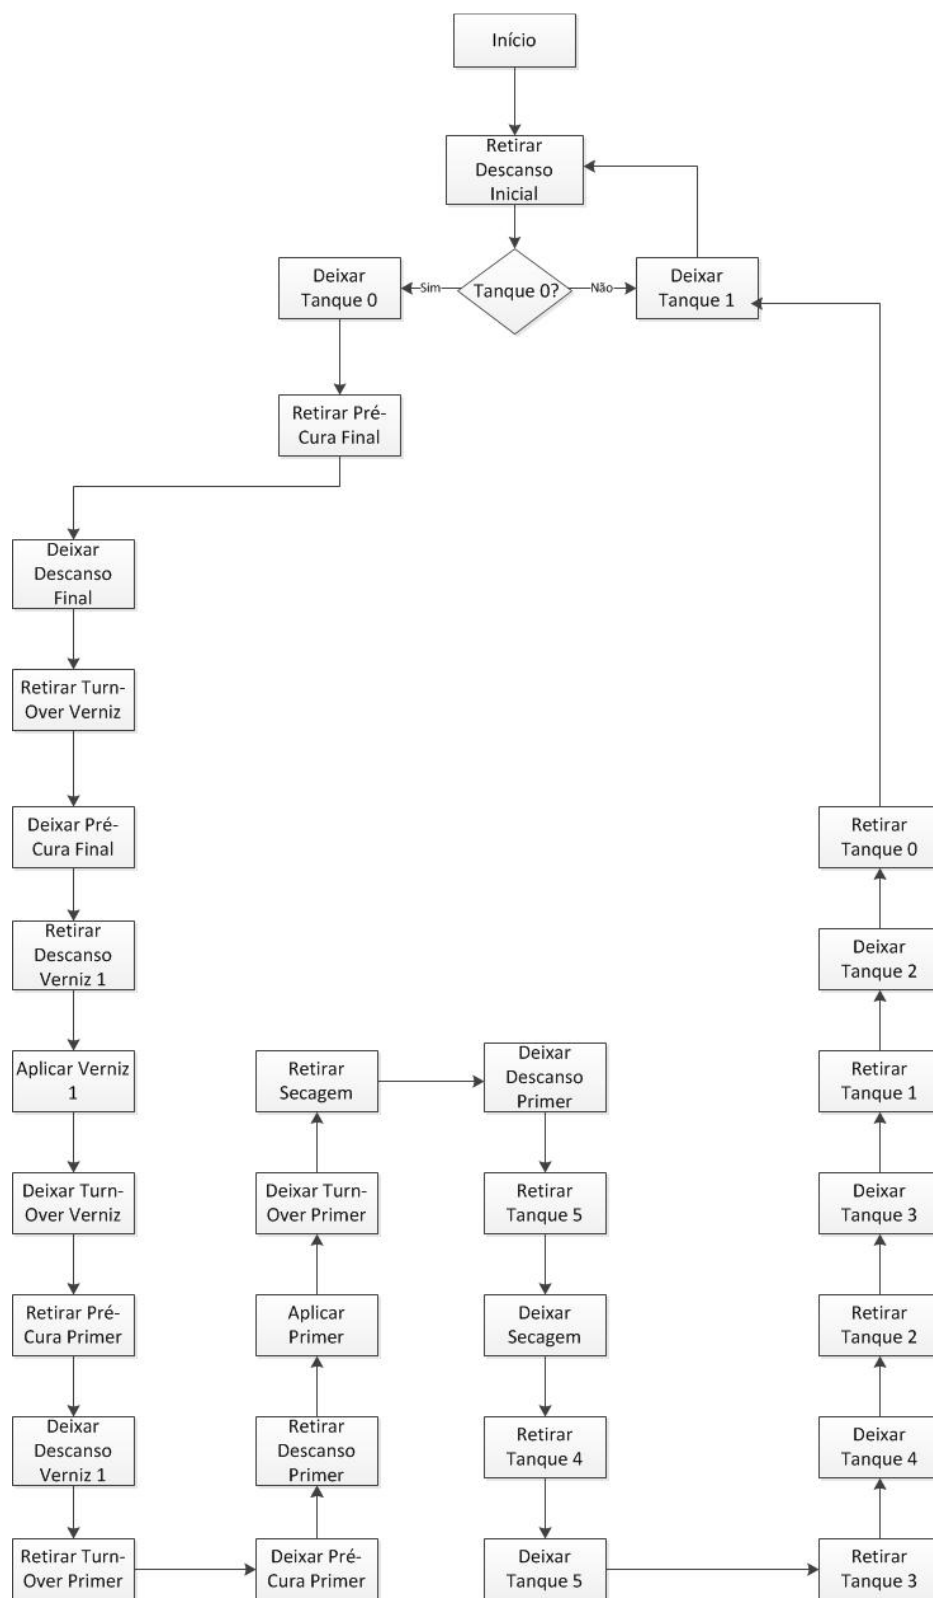 Início
Retirar
Descanso
Inicial
Tanque 0?
Sim
Não
Deixar
Tanque 0
Deixar
Tanque 1
Retirar Pré-
Cura Final
Deixar
Descanso
Final
Retirar Turn-
Over Verniz
Deixar Pré-
Cura Final
Retirar
Descanso
Verniz 1
Aplicar Verniz
1
Deixar Turn-
Over Verniz
Retirar Pré-
Cura Primer
Deixar
Descanso
Verniz 1
Retirar Turn-
Over Primer
Deixar Pré-
Cura Primer
Retirar
Descanso
Primer
Aplicar
Primer
Deixar Turn-
Over Primer
Retirar
Secagem
Deixar
Descanso
Primer
Retirar
Tanque 5
Deixar
Secagem
Retirar
Tanque 4
Deixar
Tanque 5
Retirar
Tanque 3
Deixar
Tanque 4
Retirar
Tanque 2
Deixar
Tanque 3
Retirar
Tanque 1
Deixar
Tanque 2
Retirar
Tanque 0